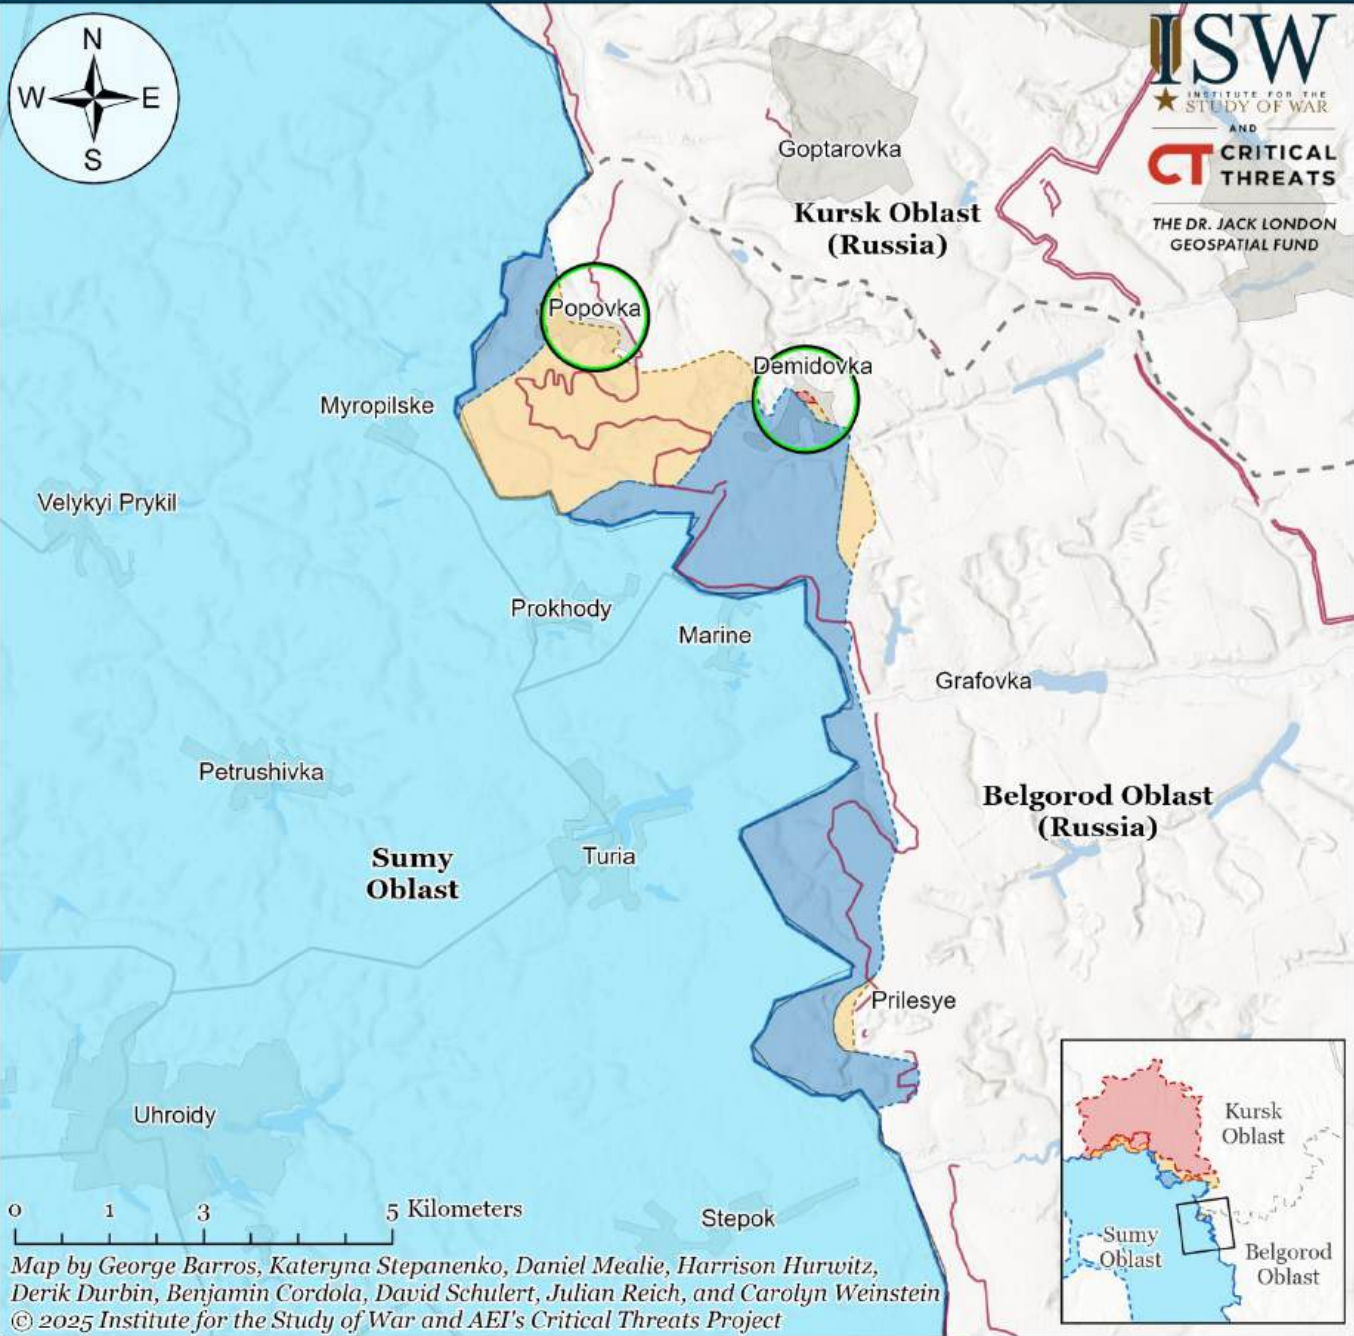 N
W E
S
ISW
INSTITUTE FOR THE
STUDY OF WAR
AND
CT CRITICAL
THREATS
THE DR. JACK LONDON
GEOSPATIAL FUND
Goptarovka
Kursk Oblast
(Russia)
Popovka
Demidovka
Myropilske
Velykyi Prykil
Prokhody
Marine
Grafovka
Petrushivka
Belgorod Oblast
(Russia)
Sumy
Oblast
Turia
Prilesye
Uhroidy
Stepok
Kursk
Oblast
Sumy
Oblast
Belgorod
Oblast
0 1 3 5 Kilometers
Map by George Barros, Kateryna Stepanenko, Daniel Mealie, Harrison Hurwitz,
Derik Durbin, Benjamin Cordola, David Schulert, Julian Reich, and Carolyn Weinstein
© 2025 Institute for the Study of War and AEI's Critical Threats Project